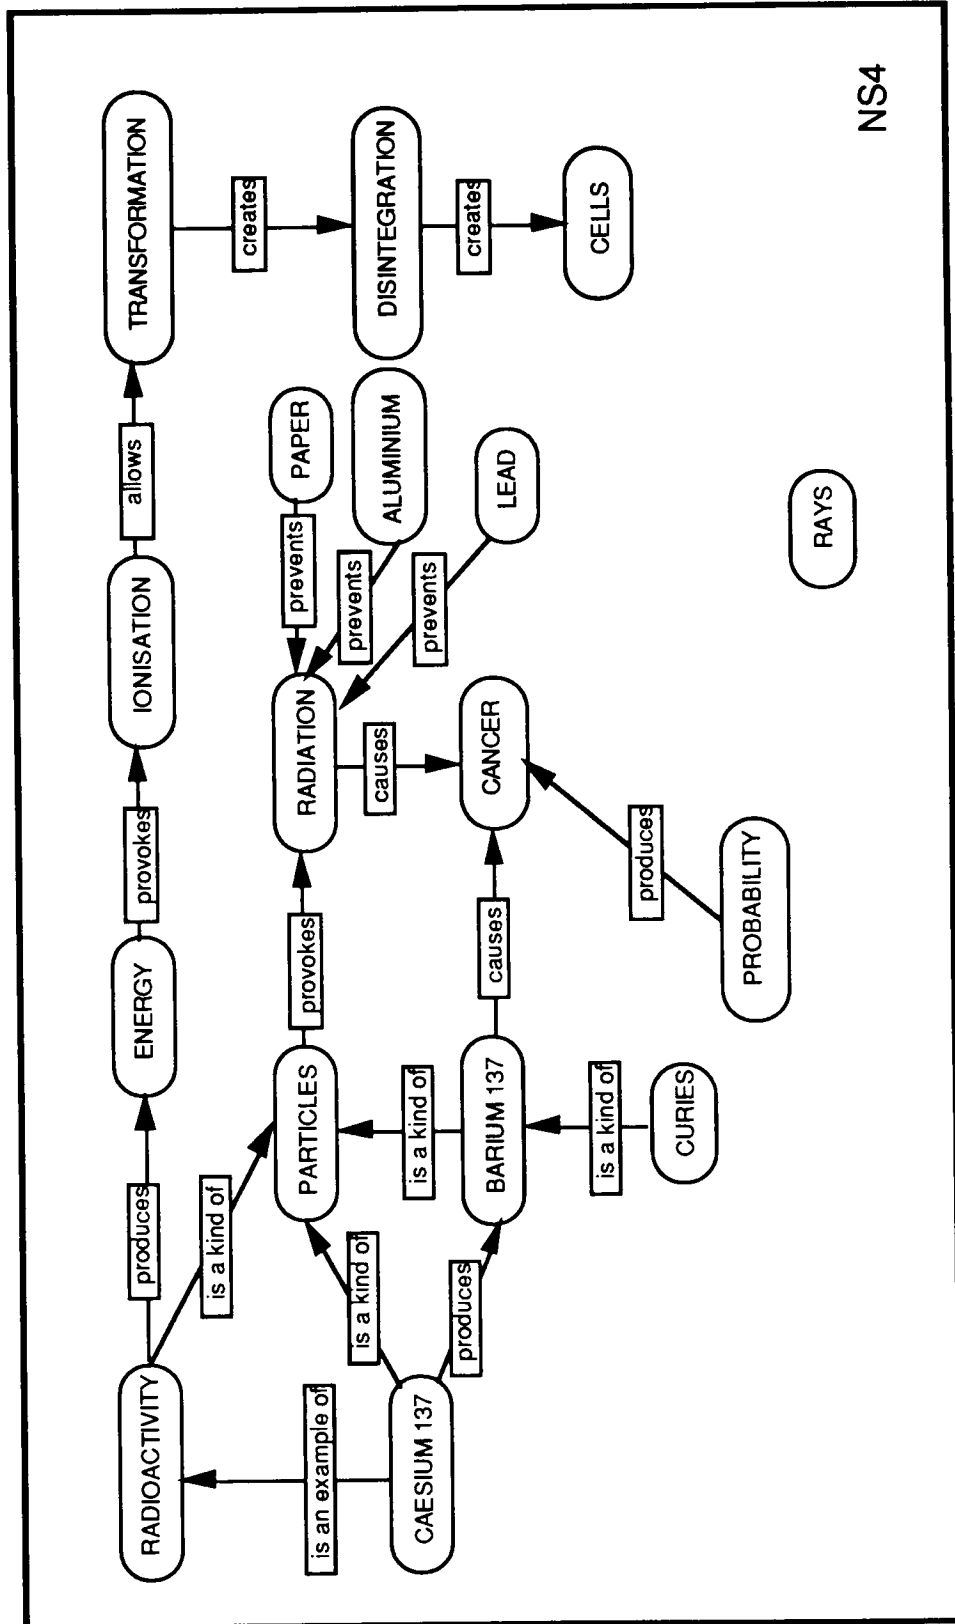 RADIOACTIVITY
produces
ENERGY
provokes
IONISATION
allows
TRANSFORMATION
is a kind of
creates
is an example of
PARTICLES
provokes
RADIATION
prevents
PAPER
is a kind of
prevents
ALUMINIUM
DISINTEGRATION
is a kind of
causes
prevents
CAESIUM 137
produces
BARIUM 137
causes
CANCER
LEAD
creates
is a kind of
produces
CELLS
CURIES
PROBABILITY
RAYS
NS4